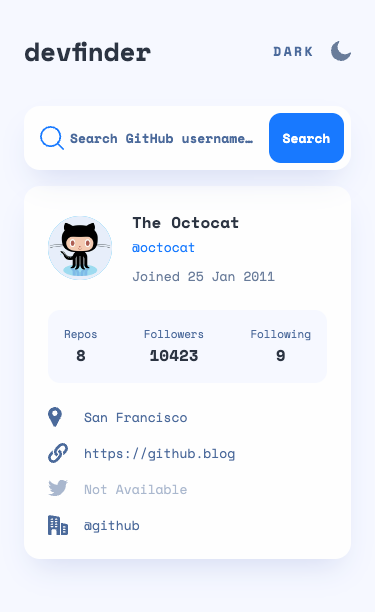 devfinder
DARK
Search GitHub username…
Search
The Octocat
@octocat
Joined 25 Jan 2011
Repos Followers Following
8 10423 9
San Francisco
https://github.blog
Not Available
@github